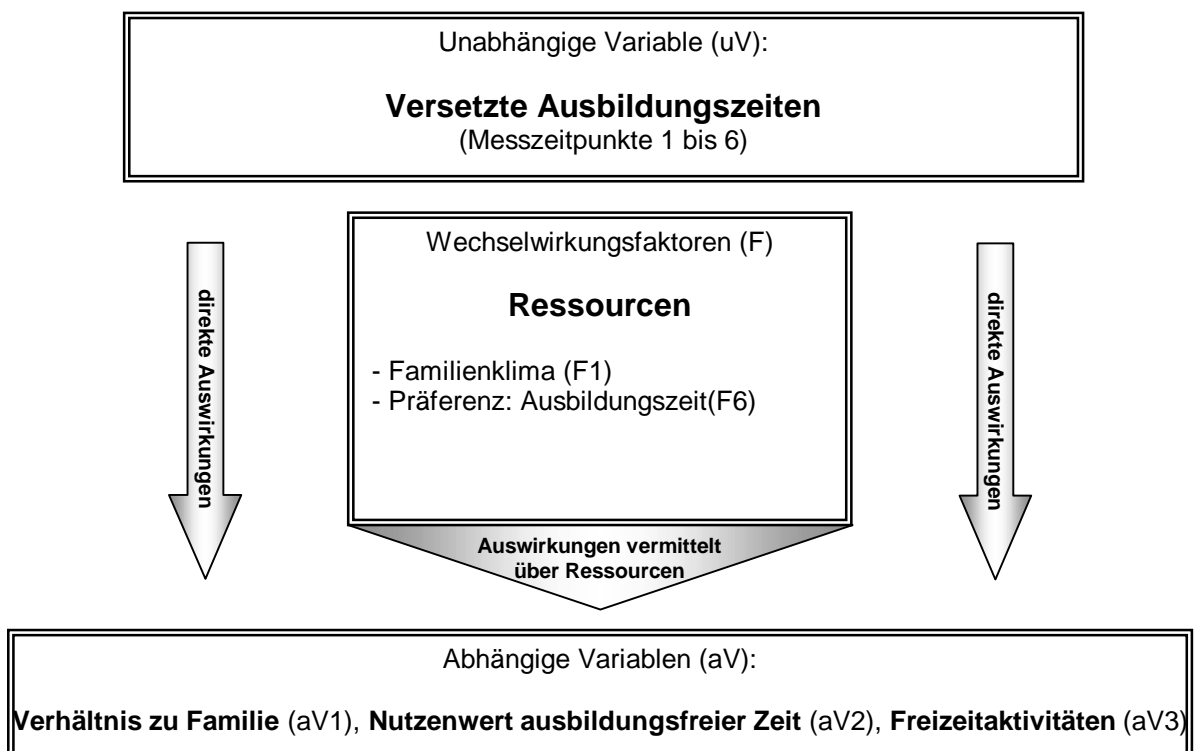 Unabhängige Variable (uV):
Versetzte Ausbildungszeiten
(Messzeitpunkte 1 bis 6)
Wechselwirkungsfaktoren (F)
Ressourcen
- Familienklima (F1)
- Präferenz: Ausbildungszeit(F6)
direkte Auswirkungen
direkte Auswirkungen
Auswirkungen vermittelt
über Ressourcen
Abhängige Variablen (aV):
Verhältnis zu Familie (aV1), Nutzenwert ausbildungsfreier Zeit (aV2), Freizeitaktivitäten (aV3)